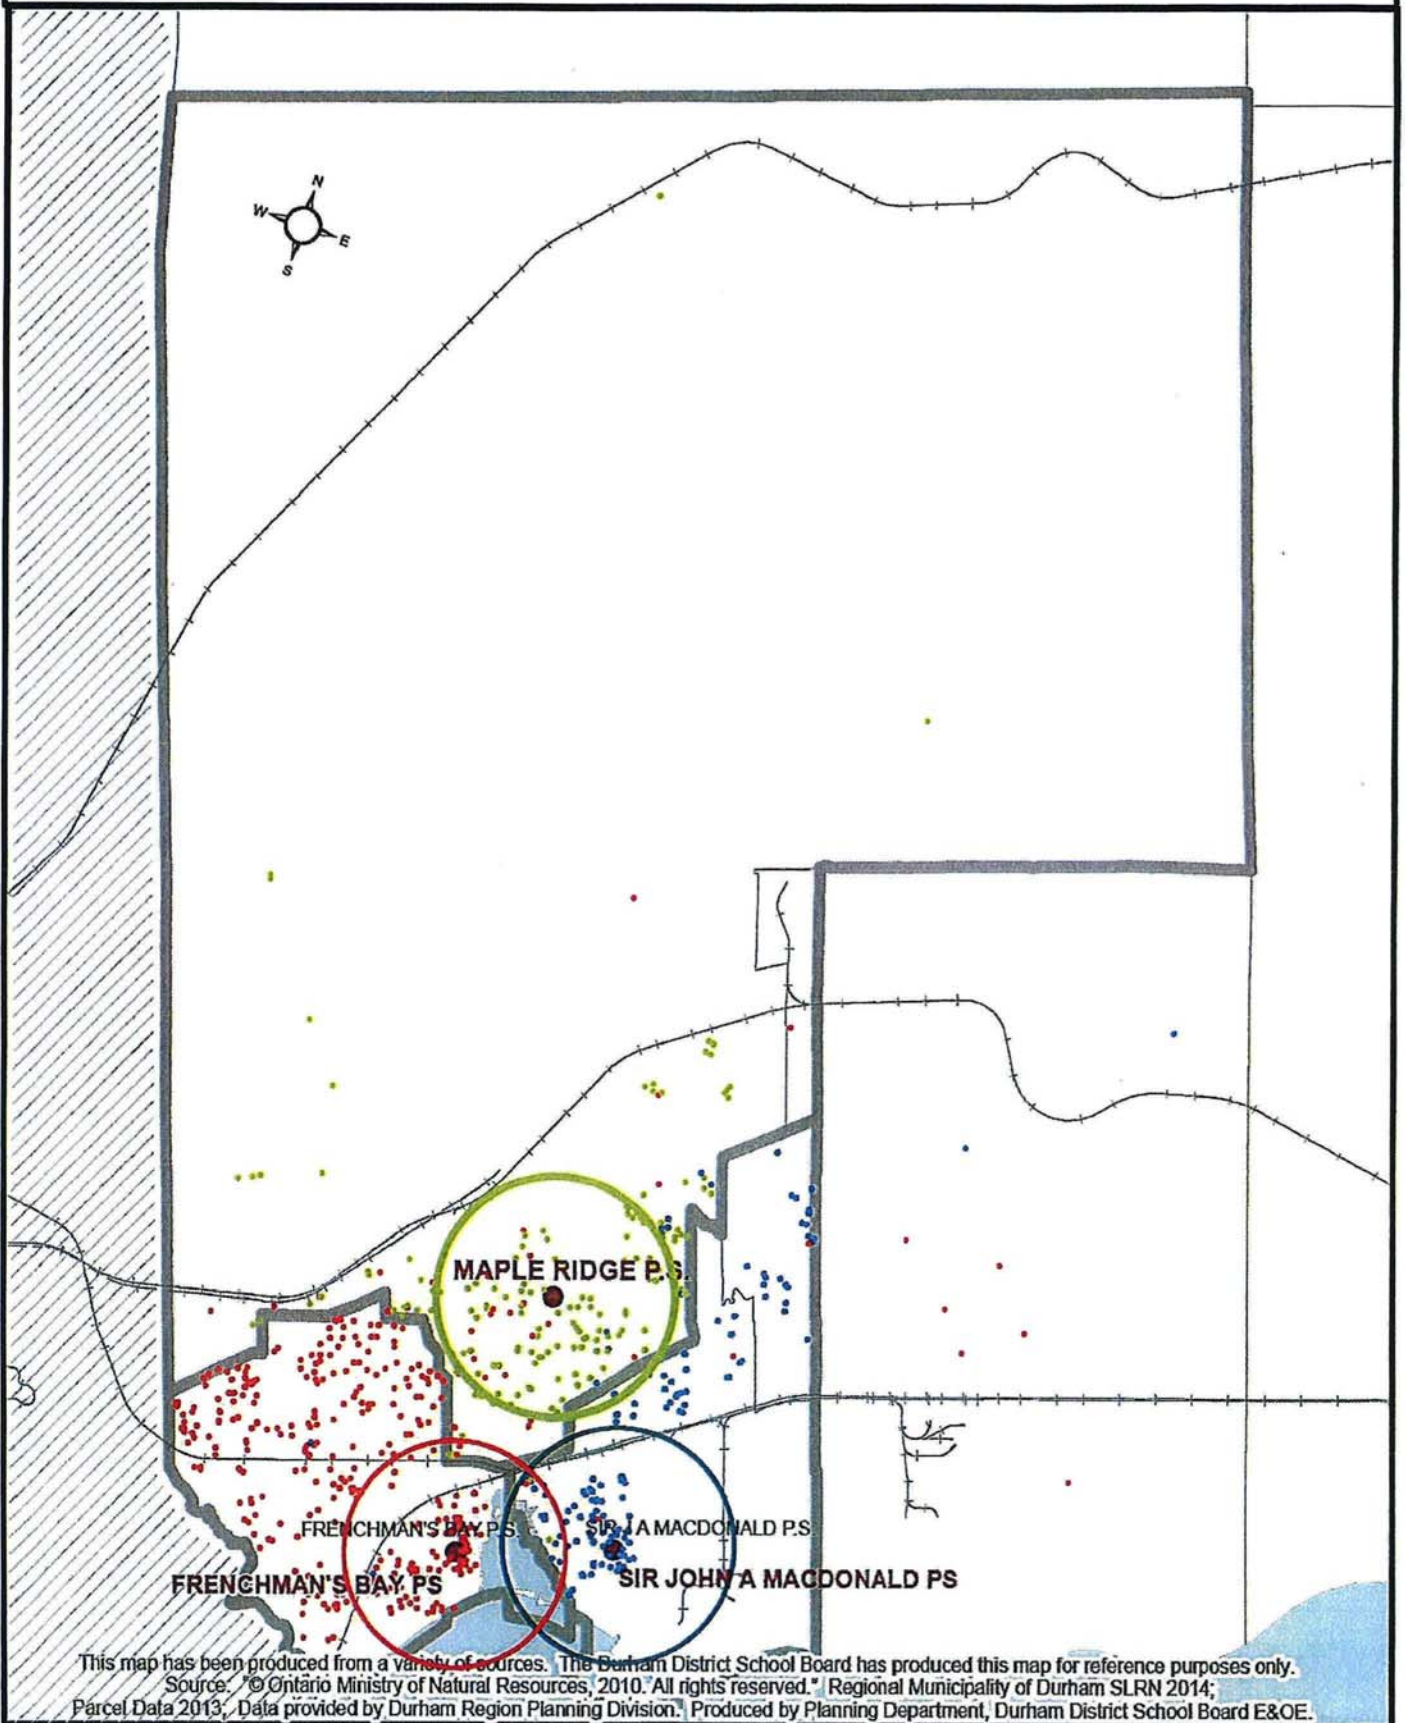 N
W
E
S
MAPLE RIDGE P.S.
FRENCHMAN'S BAY P.S.
SIR J A MACDONALD P.S.
FRENCHMAN'S BAY PS
SIR JOHN A MACDONALD PS
This map has been produced from a variety of sources. The Durham District School Board has produced this map for reference purposes only.
Source: "© Ontario Ministry of Natural Resources, 2010. All rights reserved." Regional Municipality of Durham SLRN 2014;
Parcel Data 2013; Data provided by Durham Region Planning Division. Produced by Planning Department, Durham District School Board E&OE.